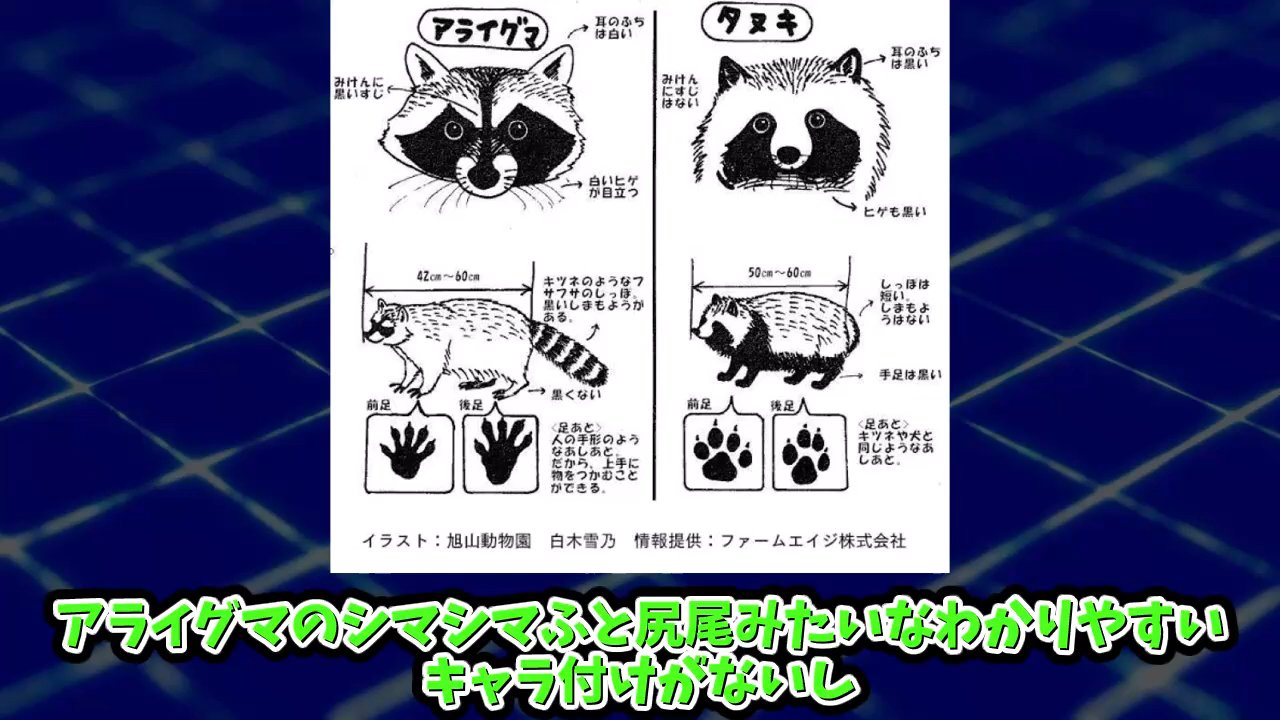 アライグマ
耳のふち
は白い
みけんに
黒いすじ
白いヒゲ
が目立つ
42cm～60cm
キツネのようなフ
サフサのしっぽ。
黒いしまもようが
ある。
黒くない
前足
後足
〈足あと〉
人の手形のよう
なあしあと。
だから、上手に
物をつかむこと
ができる。
タヌキ
耳のふち
は黒い
みけん
にすじ
はない
ヒゲも黒い
50cm～60cm
しっぽは
短い。
しまもよ
うはない
手足は黒い
前足
後足
〈足あと〉
キツネや犬と
同じようなあ
しあと。
イラスト：旭山動物園　白木雪乃　情報提供：ファームエイジ株式会社
アライグマのシマシマふと尻尾みたいなわかりやすい
キャラ付けがないし